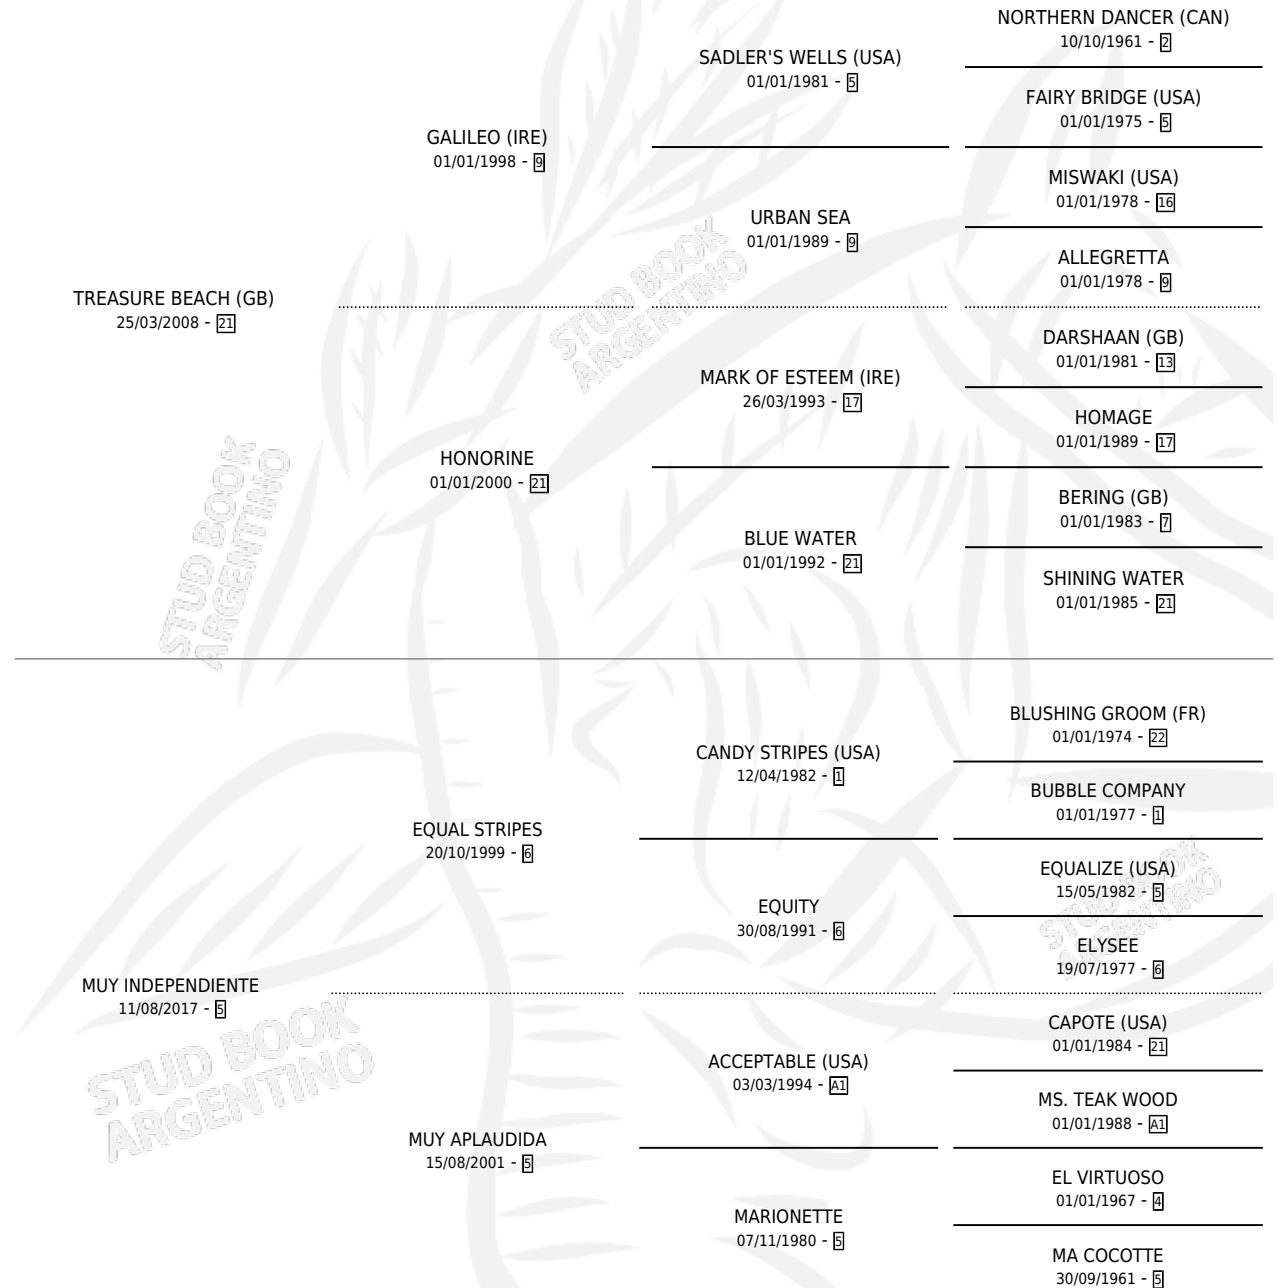 NORTHERN DANCER (CAN)
10/10/1961 - 2
SADLER'S WELLS (USA)
01/01/1981 - 5
FAIRY BRIDGE (USA)
01/01/1975 - 5
GALILEO (IRE)
01/01/1998 - 9
MISWAKI (USA)
01/01/1978 - 16
URBAN SEA
01/01/1989 - 9
ALLEGRETTA
01/01/1978 - 9
TREASURE BEACH (GB)
25/03/2008 - 21
STUD BOOK
ARGENTINO
DARSHAAN (GB)
01/01/1981 - 13
MARK OF ESTEEM (IRE)
26/03/1993 - 17
HOMAGE
01/01/1989 - 17
HONORINE
01/01/2000 - 21
BERING (GB)
01/01/1983 - 7
BLUE WATER
01/01/1992 - 21
SHINING WATER
01/01/1985 - 21
STUD BOOK
ARGENTINO
BLUSHING GROOM (FR)
01/01/1974 - 22
CANDY STRIPES (USA)
12/04/1982 - 1
BUBBLE COMPANY
01/01/1977 - 1
EQUAL STRIPES
20/10/1999 - 6
EQUALIZE (USA)
15/05/1982 - 5
EQUITY
30/08/1991 - 6
STUD BOOK
ARGENTINO
ELYSEE
19/07/1977 - 6
MUY INDEPENDIENTE
11/08/2017 - 5
STUD BOOK
ARGENTINO
CAPOTE (USA)
01/01/1984 - 21
ACCEPTABLE (USA)
03/03/1994 - A1
MS. TEAK WOOD
01/01/1988 - A1
MUY APLAUDIDA
15/08/2001 - 5
EL VIRTUOSO
01/01/1967 - 4
MARIONETTE
07/11/1980 - 5
MA COCOTTE
30/09/1961 - 5